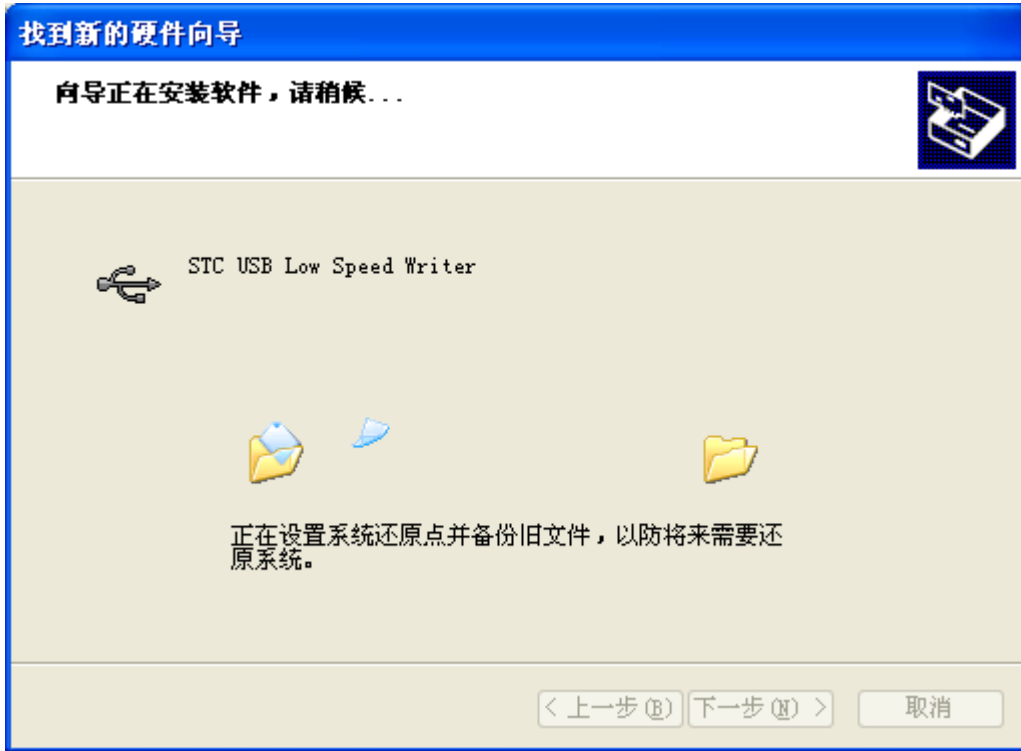 找到新的硬件向导
向导正在安装软件，请稍候...
STC USB Low Speed Writer
正在设置系统还原点并备份旧文件，以防将来需要还
原系统。
< 上一步(B) 下一步(N) > 取消